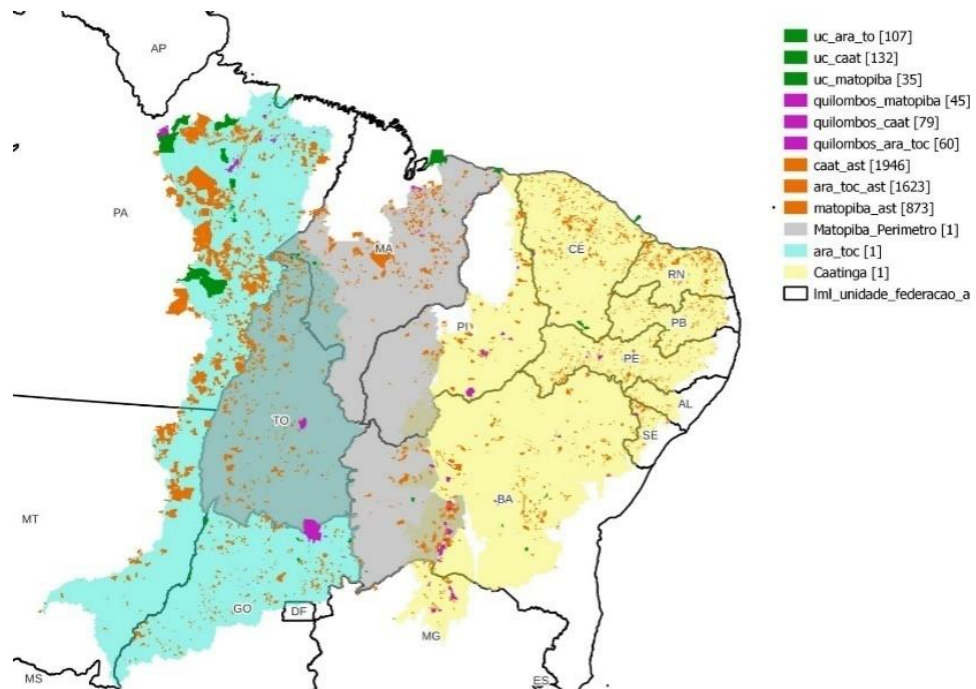 AP
PA
MA
CE
RN
PB
PI
PE
AL
TO
SE
BA
MT
GO
DF
MG
MS
ES
uc_ara_to [107]
uc_caat [132]
uc_matopiba [35]
quilombos_matopiba [45]
quilombos_caat [79]
quilombos_ara_toc [60]
caat_ast [1946]
ara_toc_ast [1623]
matopiba_ast [873]
Matopiba_Perimetro [1]
ara_toc [1]
Caatinga [1]
lml_unidade_federacao_a